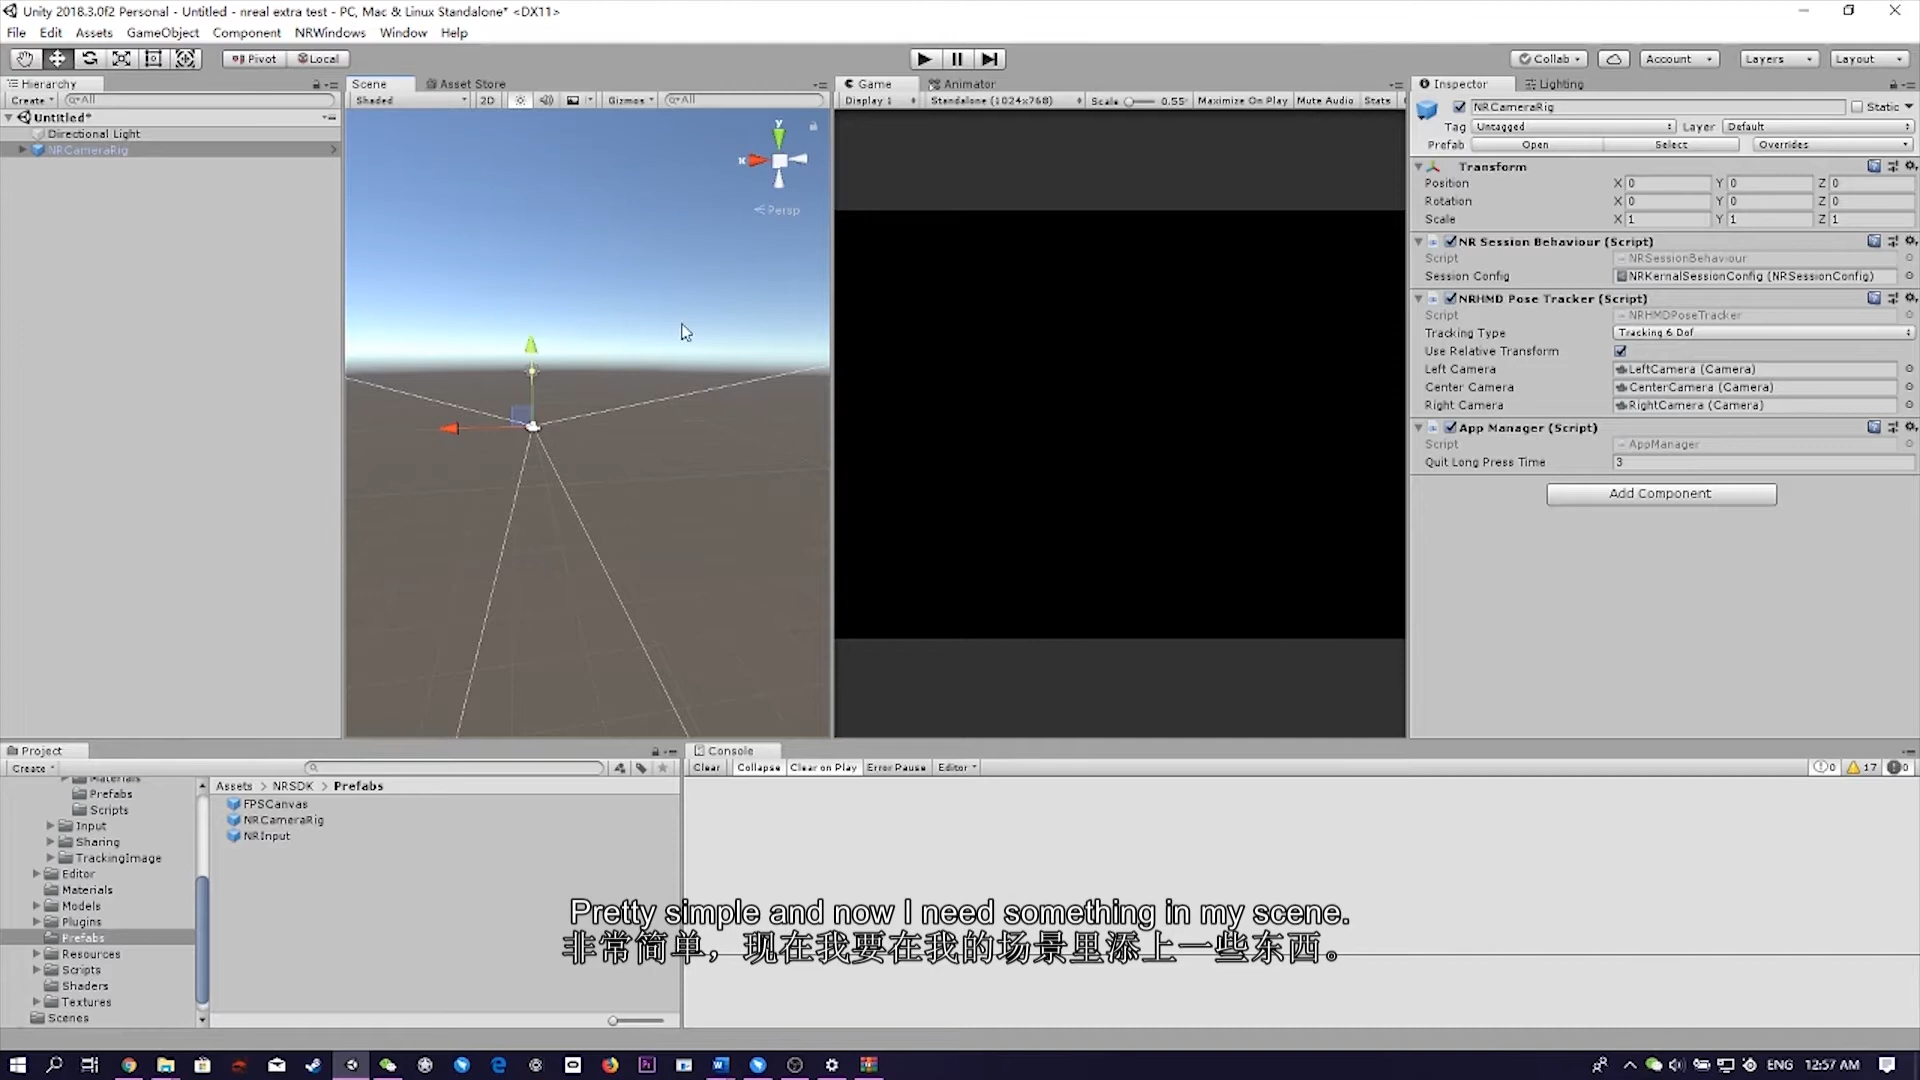 Unity 2018.3.0f2 Personal - Untitled - nreal extra test - PC, Mac & Linux Standalone* <DX11>
File Edit Assets GameObject Component NRWindows Window Help
Pivot Local
Collab Account Layers Layout
Hierarchy
Create All
Untitled*
Directional Light
NRCameraRig
Scene Asset Store
Shaded 2D Gizmos All
y
x
Persp
Game Animator
Display 1 Standalone (1024x768) Scale 0.55 Maximize On Play Mute Audio Stats
Inspector Lighting
NRCameraRig Static
Tag Untagged Layer Default
Prefab Open Select Overrides
Transform
Position X 0 Y 0 Z 0
Rotation X 0 Y 0 Z 0
Scale X 1 Y 1 Z 1
NR Session Behaviour (Script)
Script NRSessionBehaviour
Session Config NRKernalSessionConfig (NRSessionConfig)
NRHMD Pose Tracker (Script)
Script NRHMDPoseTracker
Tracking Type Tracking 6 Dof
Use Relative Transform
Left Camera LeftCamera (Camera)
Center Camera CenterCamera (Camera)
Right Camera RightCamera (Camera)
App Manager (Script)
Script AppManager
Quit Long Press Time 3
Add Component
Project
Create
Materials
Prefabs
Scripts
Input
Sharing
TrackingImage
Editor
Materials
Models
Plugins
Prefabs
Resources
Scripts
Shaders
Textures
Scenes
Assets > NRSDK > Prefabs
FPSCanvas
NRCameraRig
NRInput
Console
Clear Collapse Clear on Play Error Pause Editor
0 17 0
Pretty simple and now I need something in my scene.
非常简单，现在我要在我的场景里添上一些东西。
ENG 12:57 AM